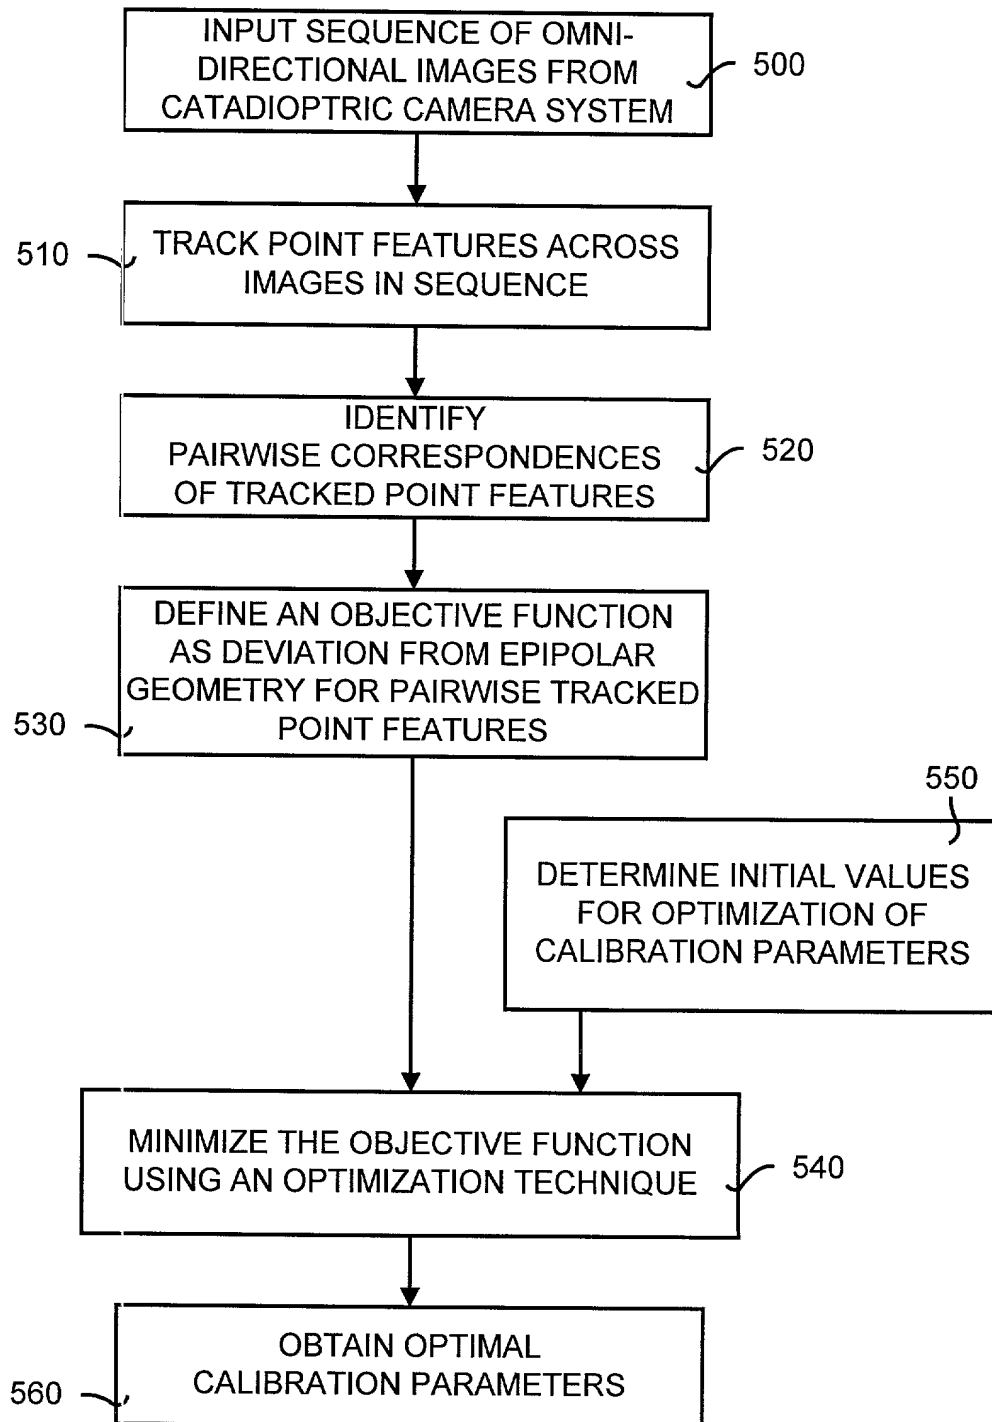 INPUT SEQUENCE OF OMNI-
DIRECTIONAL IMAGES FROM
CATADIOPTRIC CAMERA SYSTEM
500
510
TRACK POINT FEATURES ACROSS
IMAGES IN SEQUENCE
IDENTIFY
PAIRWISE CORRESPONDENCES
OF TRACKED POINT FEATURES
520
DEFINE AN OBJECTIVE FUNCTION
AS DEVIATION FROM EPIPOLAR
GEOMETRY FOR PAIRWISE TRACKED
POINT FEATURES
530
550
DETERMINE INITIAL VALUES
FOR OPTIMIZATION OF
CALIBRATION PARAMETERS
MINIMIZE THE OBJECTIVE FUNCTION
USING AN OPTIMIZATION TECHNIQUE
540
OBTAIN OPTIMAL
CALIBRATION PARAMETERS
560